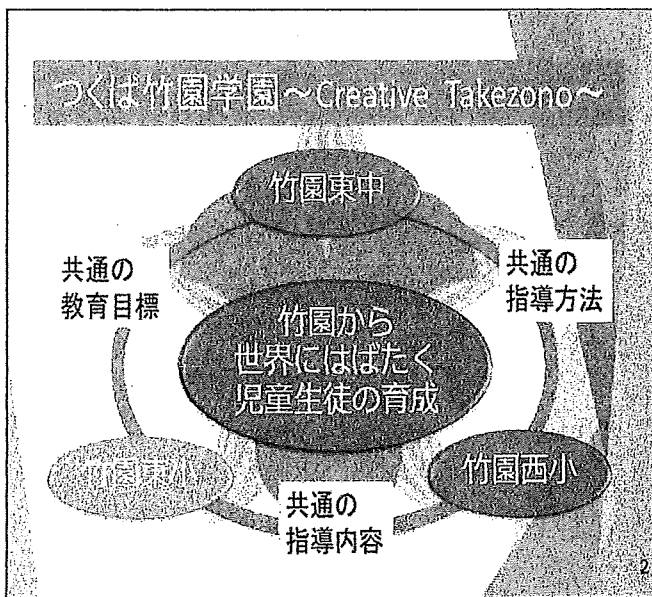 つくば竹園学園～Creative Takezono～
竹園東中
共通の
教育目標
共通の
指導方法
竹園から
世界にはばたく
児童生徒の育成
竹園東小
竹園西小
共通の
指導内容
2